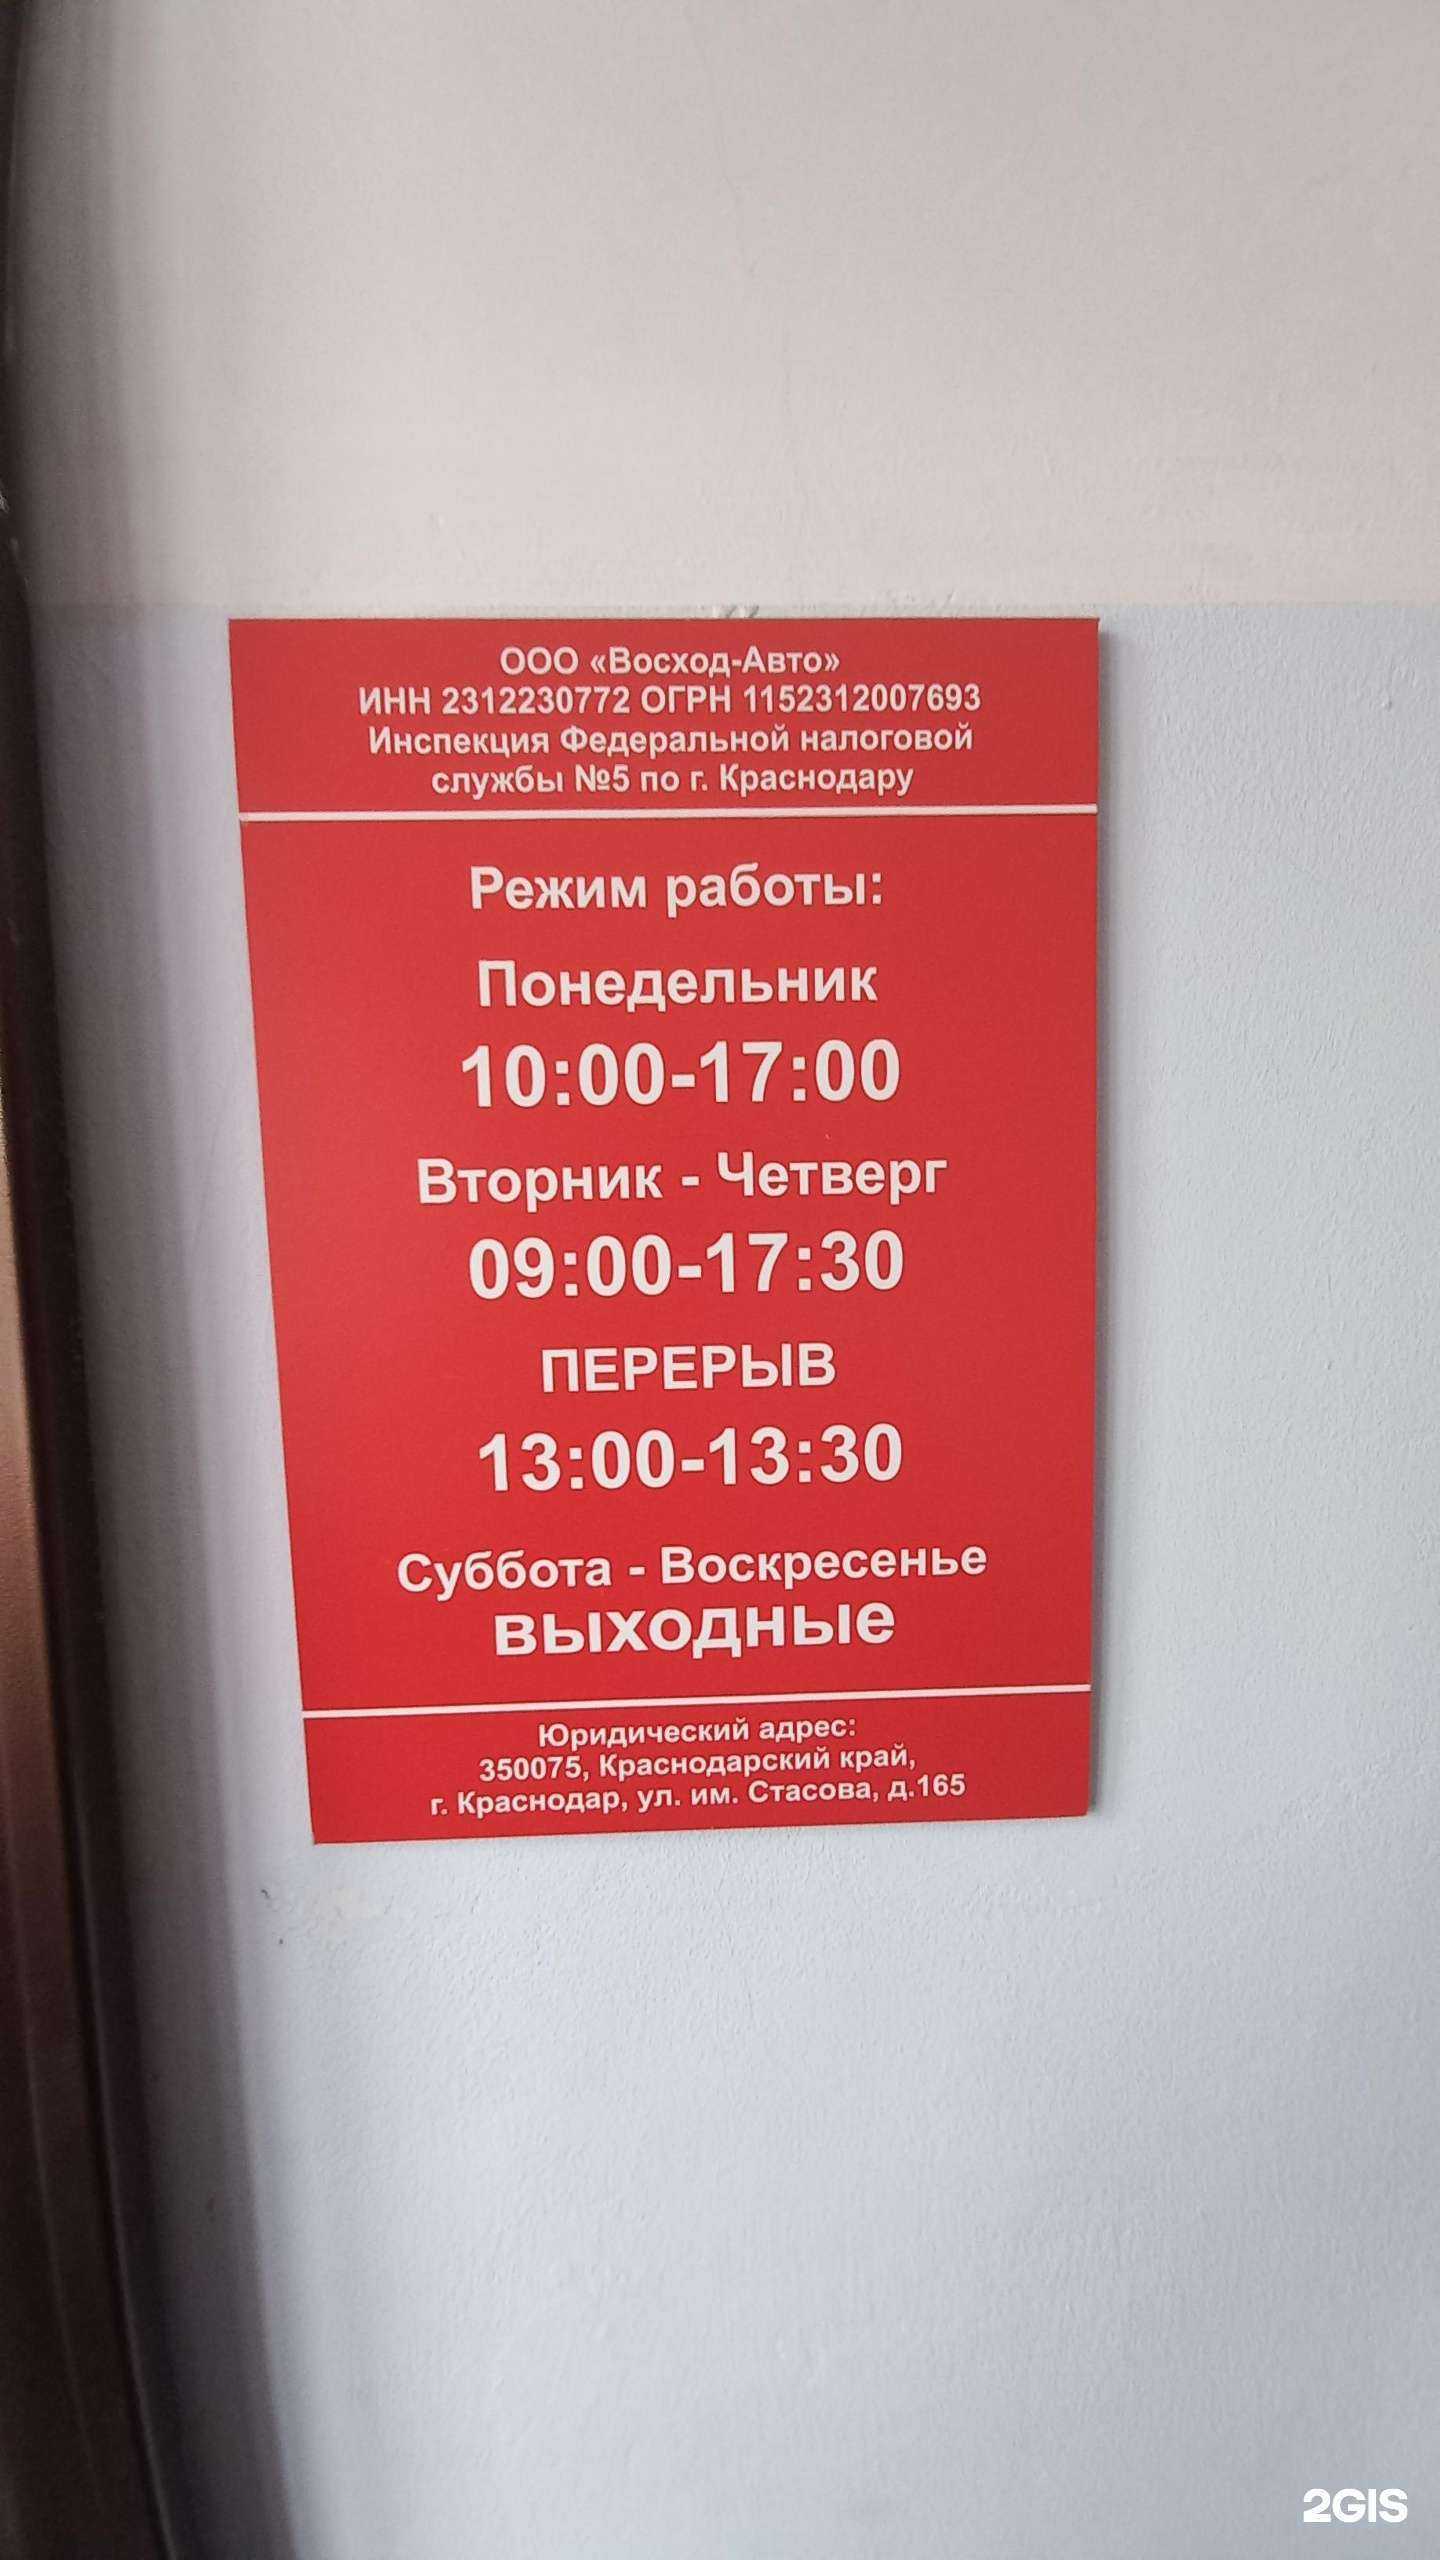 ООО «Восход-Авто»
ИНН 2312230772 ОГРН 1152312007693
Инспекция Федеральной налоговой
службы №5 по г. Краснодару
Режим работы:
Понедельник
10:00-17:00
Вторник - Четверг
09:00-17:30
ПЕРЕРЫВ
13:00-13:30
Суббота - Воскресенье
выходные
Юридический адрес:
350075, Краснодарский край,
г. Краснодар, ул. им. Стасова, д.165
2GIS